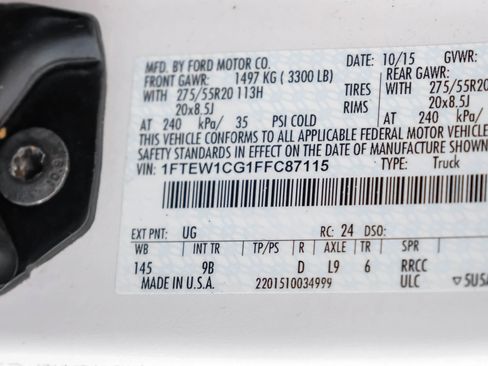 MFD. BY FORD MOTOR CO. DATE: 10/15 GVWR:
FRONT GAWR: 1497 KG ( 3300 LB) REAR GAWR:
WITH 275/55R20 113H TIRES WITH 275/55R20
20x8.5J RIMS 20x8.5J
AT 240 kPa/ 35 PSI COLD AT 240 kPa/
THIS VEHICLE CONFORMS TO ALL APPLICABLE FEDERAL MOTOR VEHICLE
SAFETY STANDARDS IN EFFECT ON THE DATE OF MANUFACTURE SHOWN
VIN: 1FTEW1CG1FFC87115 TYPE: Truck
EXT PNT: UG RC: 24 DSO:
WB INT TR TP/PS R AXLE TR SPR
145 9B D L9 6 RRCC
MADE IN U.S.A. 2201510034999 ULC